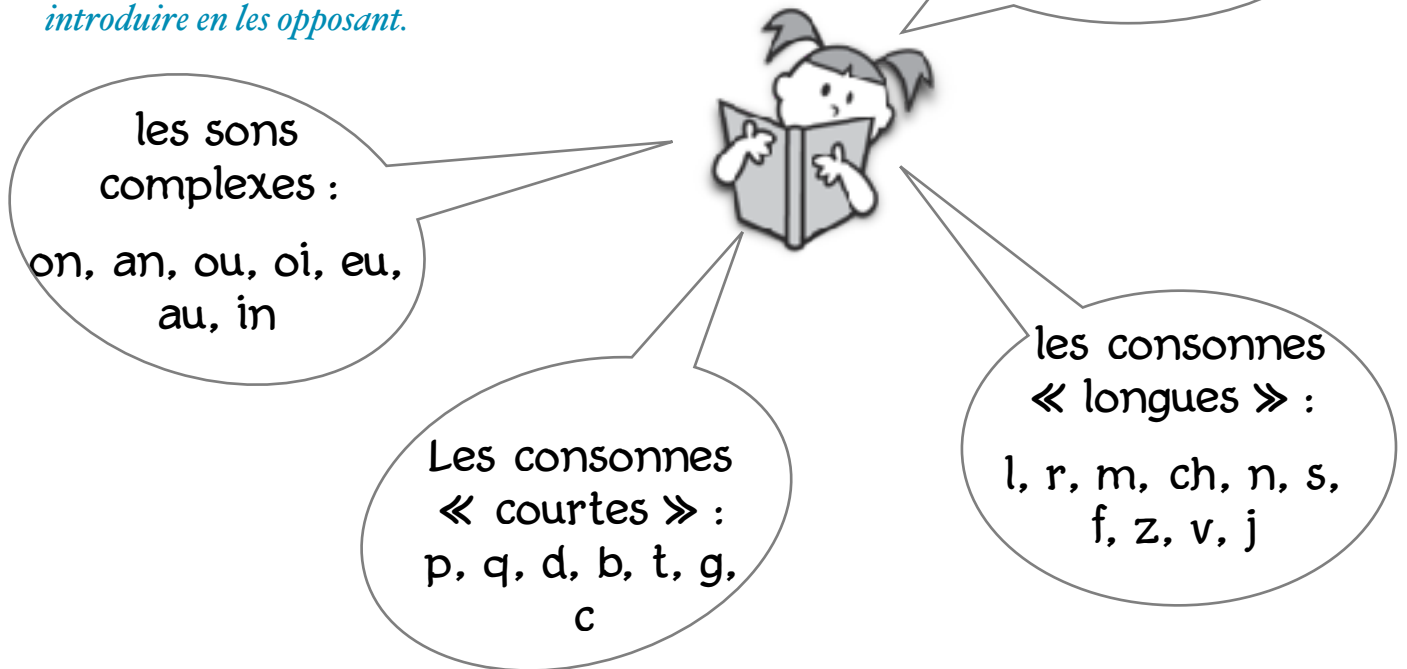 introduire en les opposant.
les sons
complexes :
on, an, ou, oi, eu,
au, in
Les consonnes
« courtes » :
p, q, d, b, t, g,
c
les consonnes
« longues » :
l, r, m, ch, n, s,
f, z, v, j